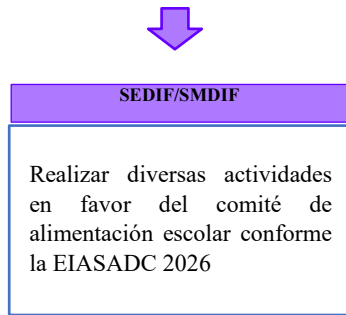 SEDIF/SMDIF
Realizar diversas actividades
en favor del comité de
alimentación escolar conforme
la EIASADC 2026